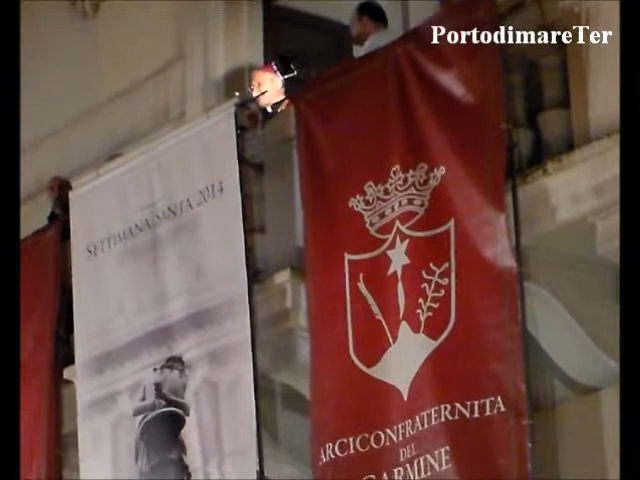 PortodimareTer
SETTIMANA SANTA 2014
ARCICONFRATERNITA
DEL
CARMINE